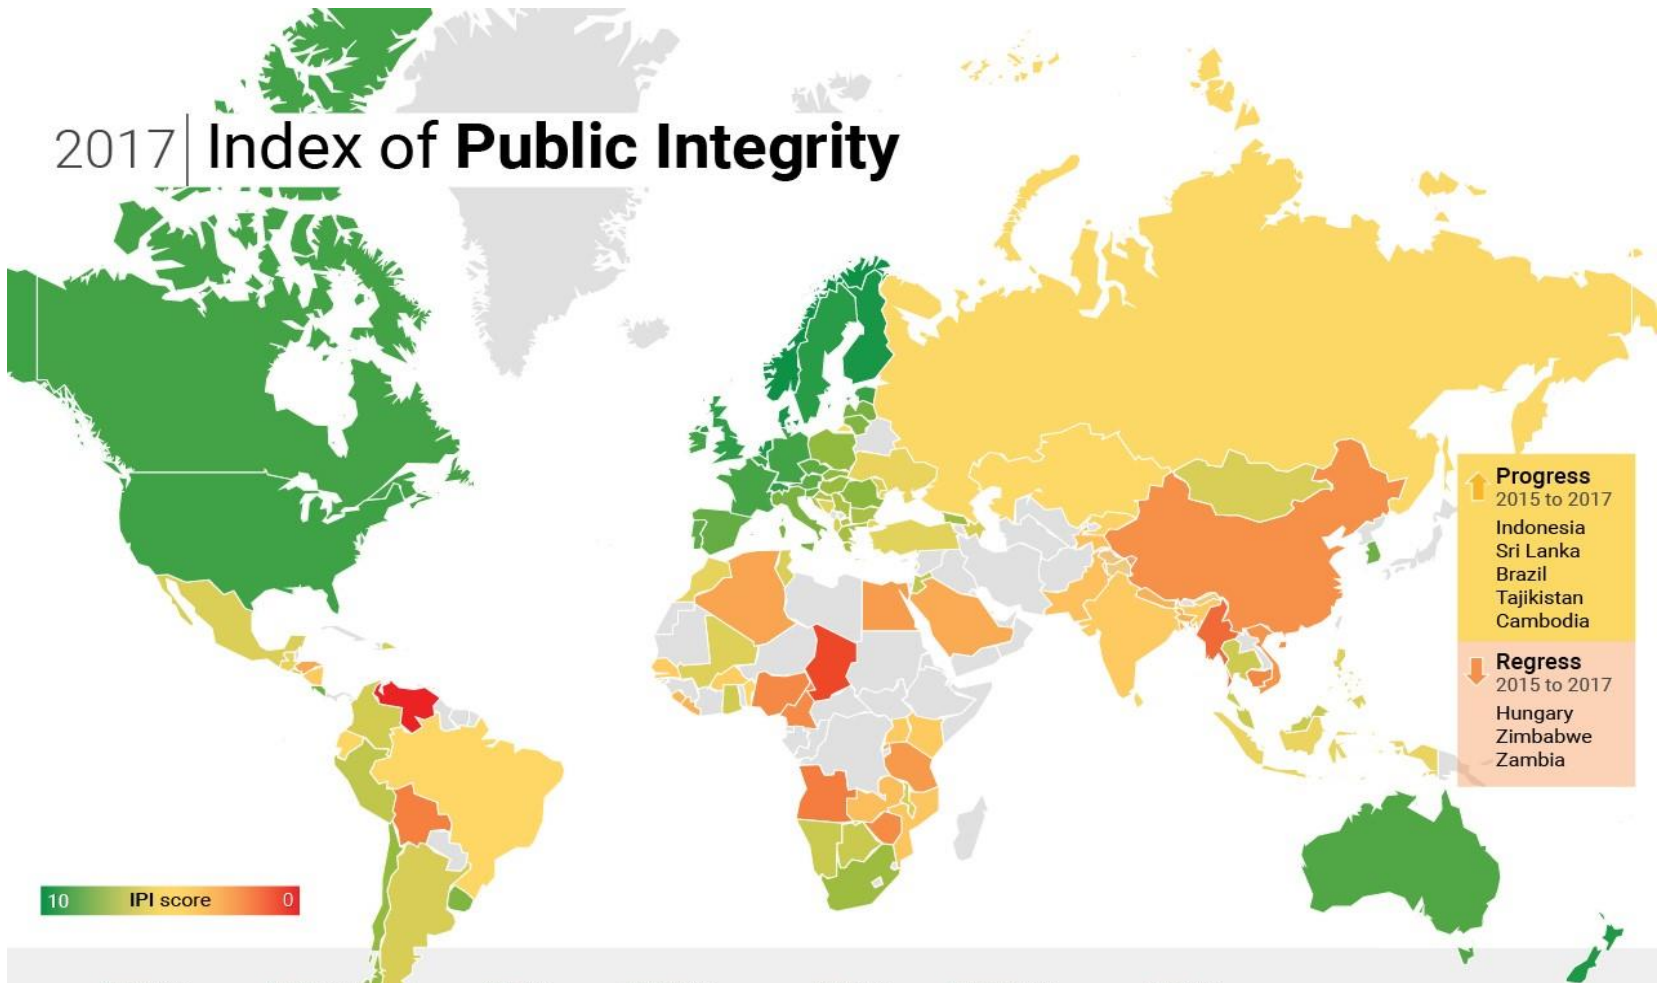 2017 Index of Public Integrity
Progress
2015 to 2017
Indonesia
Sri Lanka
Brazil
Tajikistan
Cambodia
Regress
2015 to 2017
Hungary
Zimbabwe
Zambia
10 IPI score 0